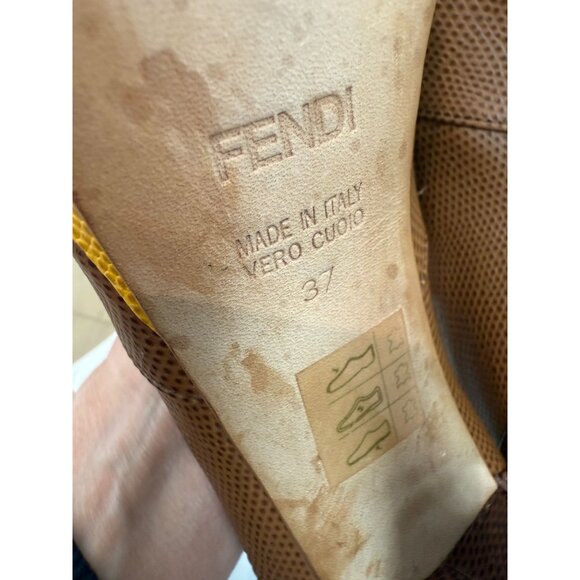 FENDI
MADE IN ITALY
VERO CUOIO
37